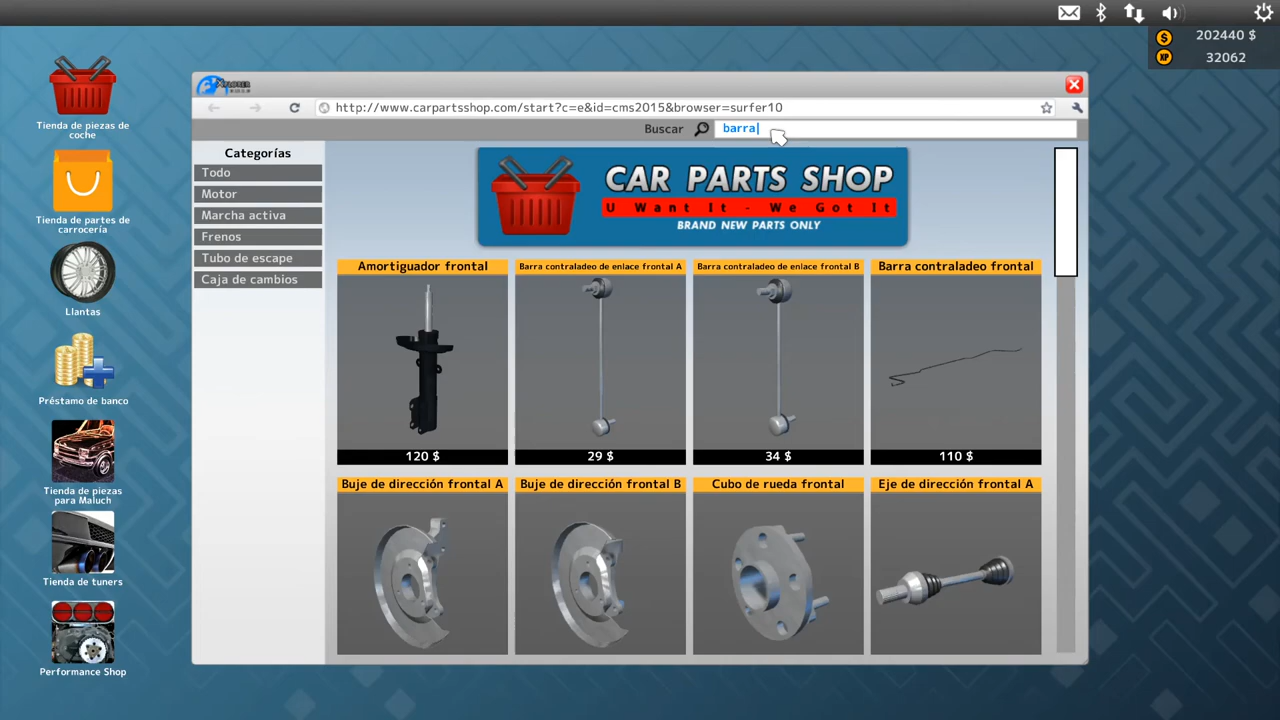 202440 $
32062
Tienda de piezas de
coche
Tienda de partes de
carrocería
Llantas
Préstamo de banco
Tienda de piezas
para Maluch
Tienda de tuners
Performance Shop
http://www.carpartsshop.com/start?c=e&id=cms2015&browser=surfer10
Buscar
barra
Categorías
Todo
Motor
Marcha activa
Frenos
Tubo de escape
Caja de cambios
CAR PARTS SHOP
U Want It - We Got It
BRAND NEW PARTS ONLY
Amortiguador frontal
120 $
Barra contraladeo de enlace frontal A
29 $
Barra contraladeo de enlace frontal B
34 $
Barra contraladeo frontal
110 $
Buje de dirección frontal A
Buje de dirección frontal B
Cubo de rueda frontal
Eje de dirección frontal A